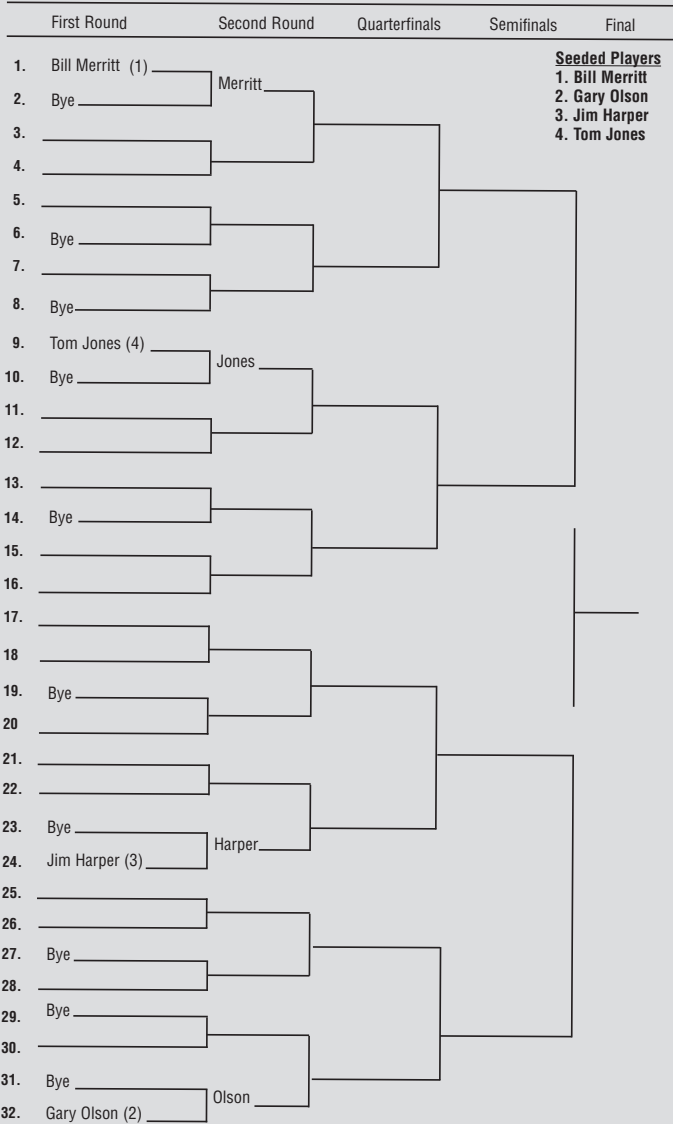 First Round Second Round Quarterfinals Semifinals Final
Seeded Players
1. Bill Merritt
2. Gary Olson
3. Jim Harper
4. Tom Jones
1. Bill Merritt (1)
Merritt
2. Bye
3.
4.
5.
6. Bye
7.
8. Bye
9. Tom Jones (4)
Jones
10. Bye
11.
12.
13.
14. Bye
15.
16.
17.
18
19. Bye
20
21.
22.
23. Bye
Harper
24. Jim Harper (3)
25.
26.
27. Bye
28.
29. Bye
30.
31. Bye
Olson
32. Gary Olson (2)